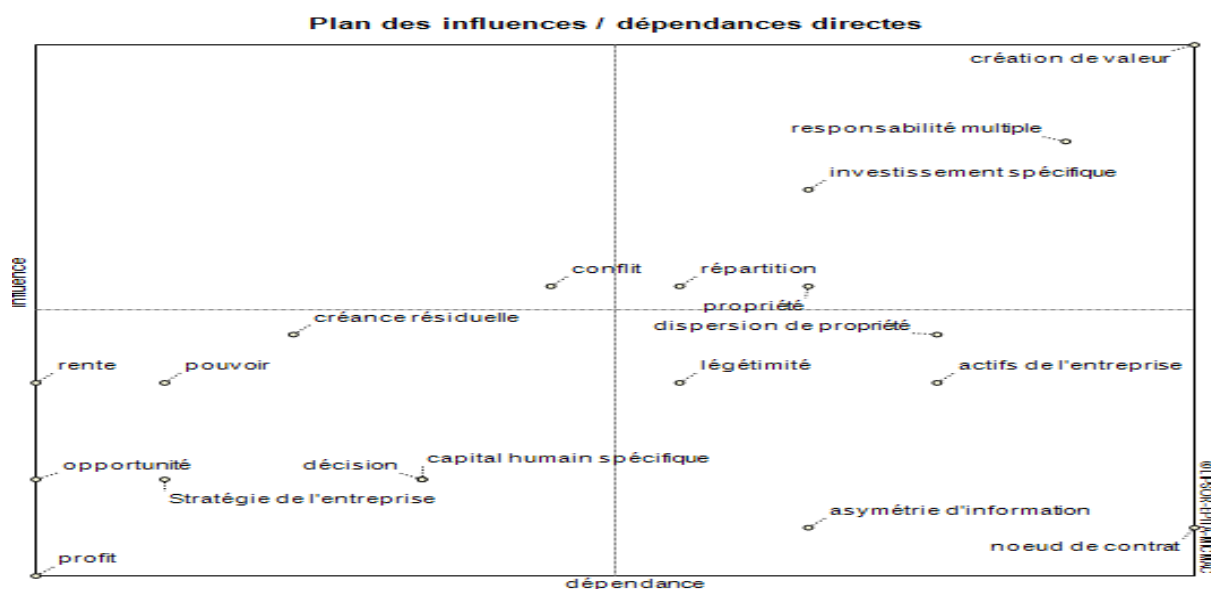 Plan des influences / dépendances directes
création de valeur
responsabilité multiple
investissement spécifique
conflit
répartition
propriété
influence
créance résiduelle
dispersion de propriété
rente
pouvoir
légétimité
actifs de l'entreprise
capital humain spécifique
opportunité
décision
Stratégie de l'entreprise
asymétrie d'information
noeud de contrat
profit
dépendance